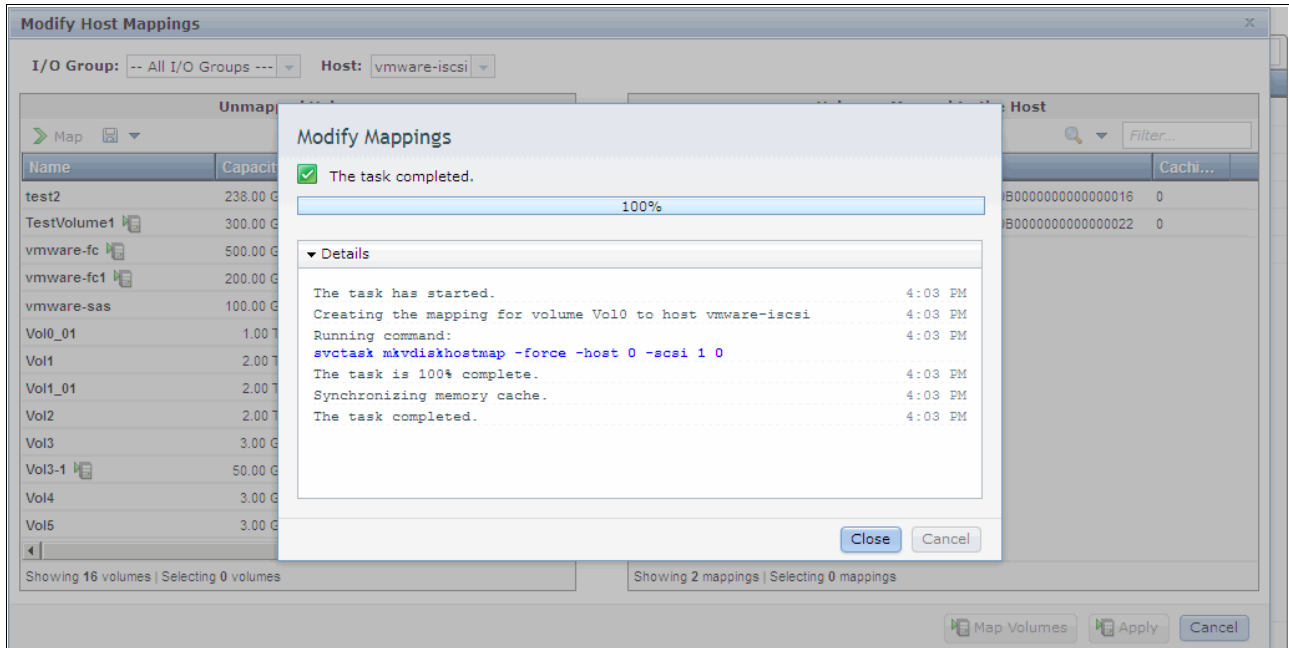 Modify Host Mappings x
I/O Group: -- All I/O Groups --- Host: vmware-iscsi
Host
Map Filter...
Name Capacit Cachi...
test2 238.00 G 0B0000000000000016 0
TestVolume1 300.00 G 0B0000000000000022 0
vmware-fc 500.00 G
vmware-fc1 200.00 G
vmware-sas 100.00 G
Vol0_01 1.00 T
Vol1 2.00 T
Vol1_01 2.00 T
Vol2 2.00 T
Vol3 3.00 G
Vol3-1 50.00 G
Vol4 3.00 G
Vol5 3.00 G
Showing 16 volumes | Selecting 0 volumes
Showing 2 mappings | Selecting 0 mappings
Map Volumes Apply Cancel
Modify Mappings
The task completed.
100%
Details
The task has started. 4:03 PM
Creating the mapping for volume Vol0 to host vmware-iscsi 4:03 PM
Running command: 4:03 PM
svctask mkvdiskhostmap -force -host 0 -scsi 1 0
The task is 100% complete. 4:03 PM
Synchronizing memory cache. 4:03 PM
The task completed. 4:03 PM
Close Cancel